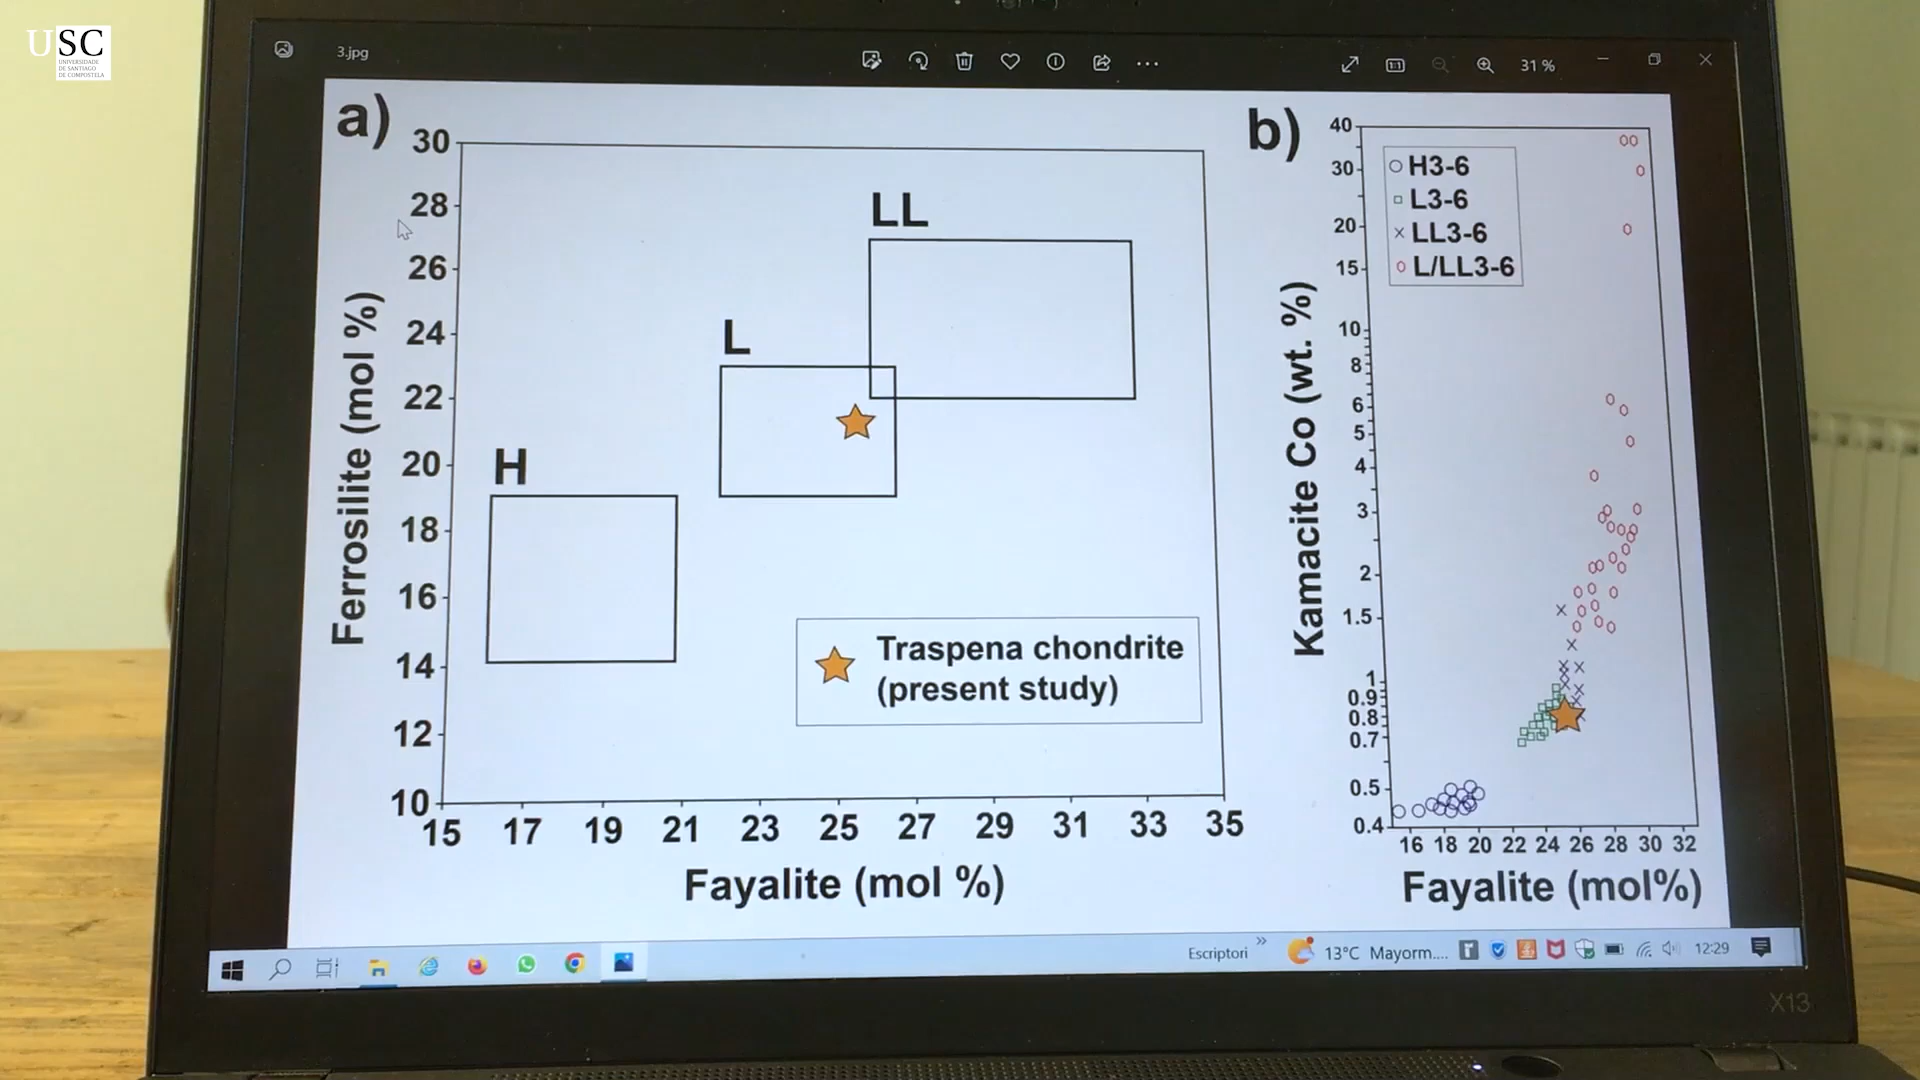 USC
UNIVERSIDADE
DE SANTIAGO
DE COMPOSTELA
3.jpg
31 %
a)
30
28
26
24
22
20
18
16
14
12
10
Ferrosilite (mol %)
LL
L
H
Traspena chondrite
(present study)
15 17 19 21 23 25 27 29 31 33 35
Fayalite (mol %)
b)
40
30
20
15
10
8
6
5
4
3
2
1.5
1
0.9
0.8
0.7
0.5
0.4
Kamacite Co (wt. %)
H3-6
L3-6
LL3-6
L/LL3-6
16 18 20 22 24 26 28 30 32
Fayalite (mol%)
Escriptori
13°C Mayorm....
12:29
X13